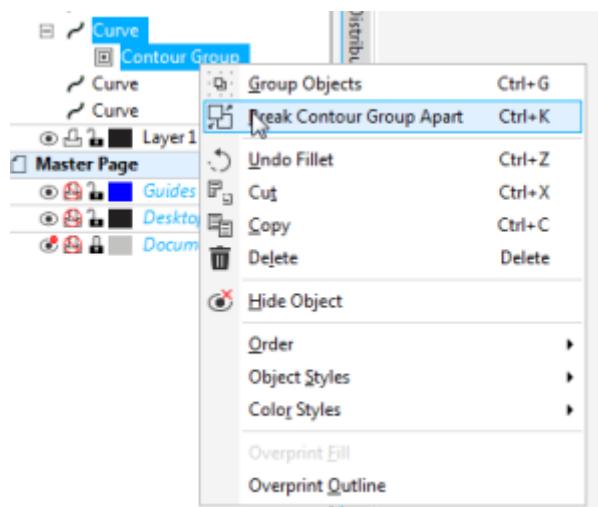 Curve
Contour Group
Curve
Curve
Layer 1
Master Page
Guides
Deskto
Docum
Distribu
Group Objects Ctrl+G
Break Contour Group Apart Ctrl+K
Undo Fillet Ctrl+Z
Cut Ctrl+X
Copy Ctrl+C
Delete Delete
Hide Object
Order
Object Styles
Color Styles
Overprint Fill
Overprint Outline